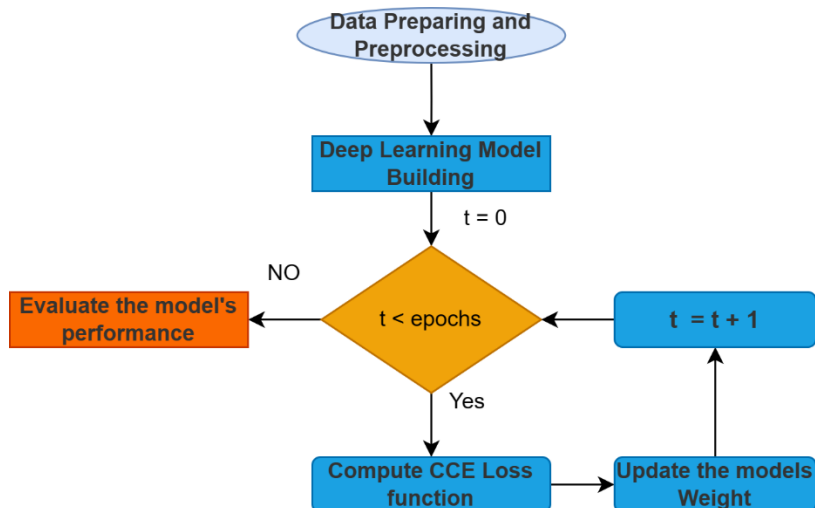 Data Preparing and
Preprocessing
Deep Learning Model
Building
t = 0
NO
Evaluate the model's
performance
t < epochs
t = t + 1
Yes
Compute CCE Loss
function
Update the models
Weight